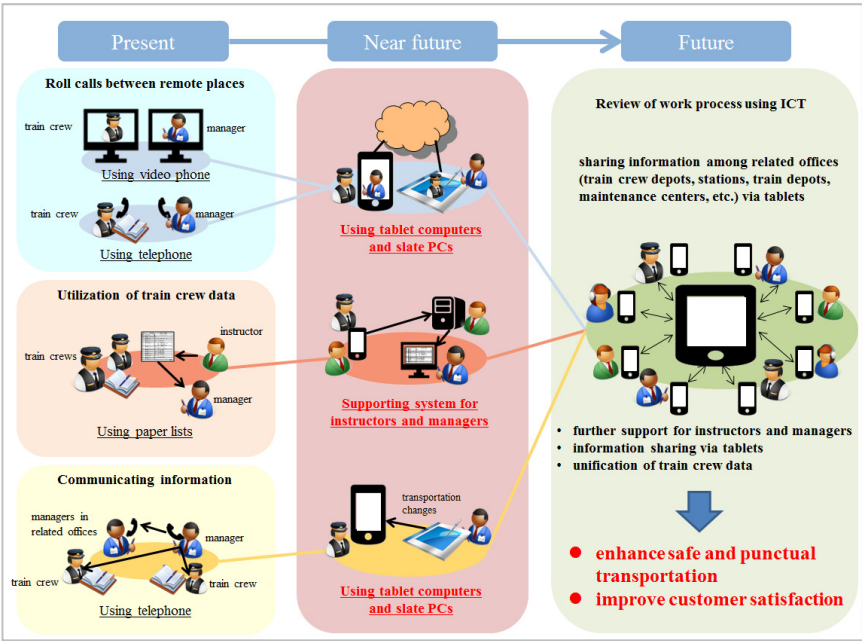 Present
Near future
Future
Roll calls between remote places
train crew
manager
Using video phone
train crew
manager
Using telephone
Utilization of train crew data
instructor
train crews
manager
Using paper lists
Communicating information
managers in
related offices
manager
train crew
train crew
Using telephone
Using tablet computers
and slate PCs
Supporting system for
instructors and managers
transportation
changes
Using tablet computers
and slate PCs
Review of work process using ICT
sharing information among related offices
(train crew depots, stations, train depots,
maintenance centers, etc.) via tablets
• further support for instructors and managers
• information sharing via tablets
• unification of train crew data
● enhance safe and punctual
transportation
● improve customer satisfaction